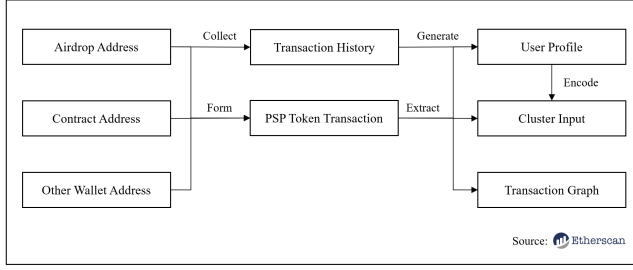 Airdrop Address
Collect
Transaction History
Generate
User Profile
Encode
Contract Address
Form
PSP Token Transaction
Extract
Cluster Input
Other Wallet Address
Transaction Graph
Source: Etherscan